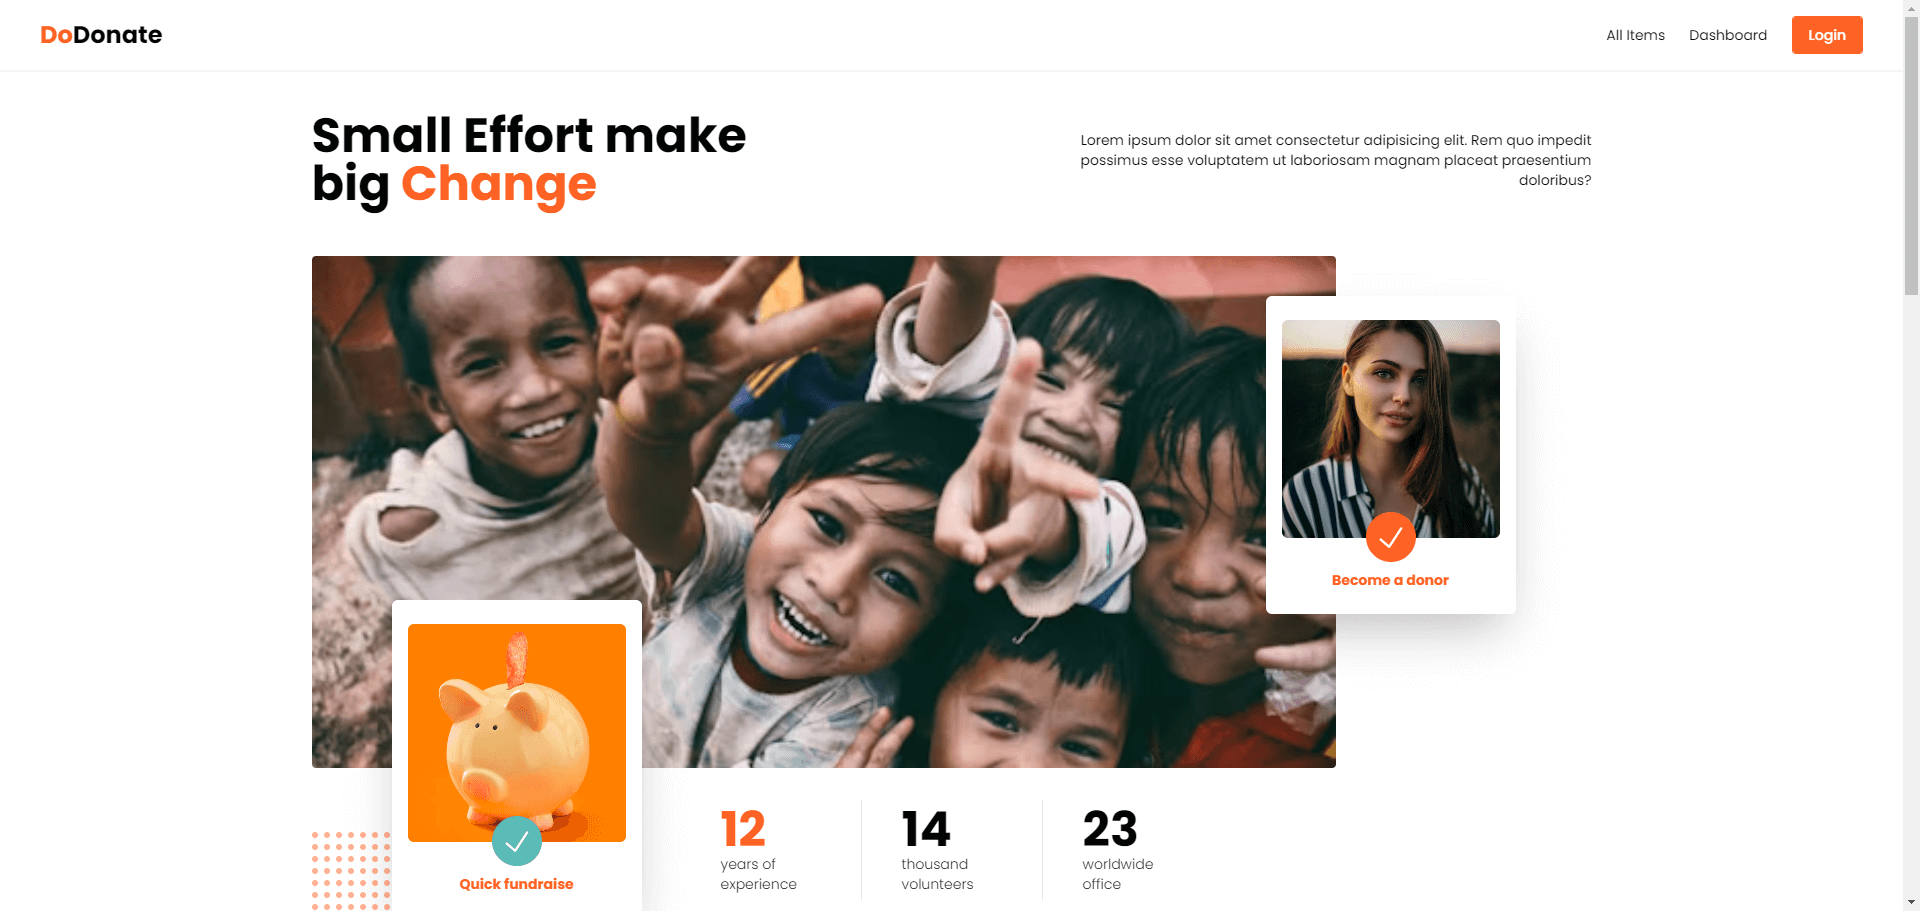 DoDonate
All Items
Dashboard
Login
Small Effort make
big Change
Lorem ipsum dolor sit amet consectetur adipisicing elit. Rem quo impedit
possimus esse voluptatem ut laboriosam magnam placeat praesentium
doloribus?
Become a donor
Quick fundraise
12
years of
experience
14
thousand
volunteers
23
worldwide
office